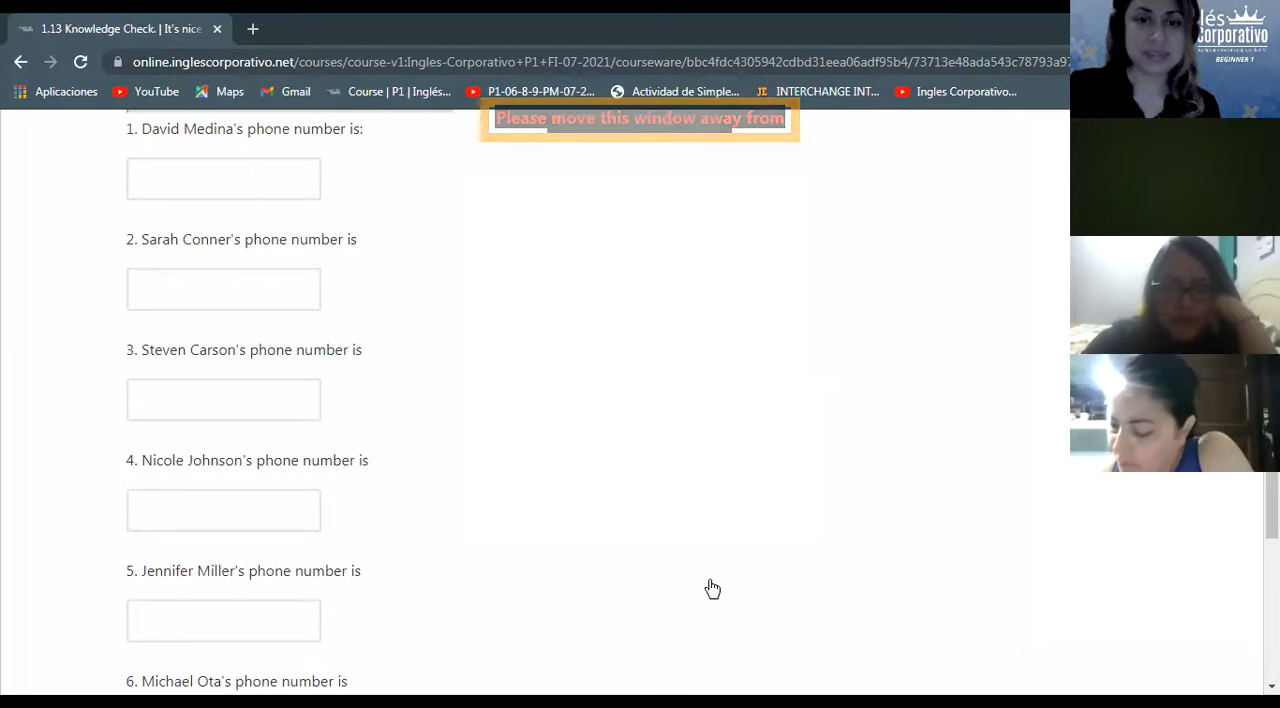 1.13 Knowledge Check. | It's nice
online.inglescorporativo.net/courses/course-v1:Ingles-Corporativo+P1+FI-07-2021/courseware/bbc4fdc4305942cdbd31eea06adf95b4/73713e48ada543c78793a97
Aplicaciones YouTube Maps Gmail Course | P1 | Inglés... P1-06-8-9-PM-07-2... Actividad de Simple... INTERCHANGE INT... Ingles Corporativo...
lés
Corporativo
BEGINNER 1
Please move this window away from
1. David Medina's phone number is:
2. Sarah Conner's phone number is
3. Steven Carson's phone number is
4. Nicole Johnson's phone number is
5. Jennifer Miller's phone number is
6. Michael Ota's phone number is